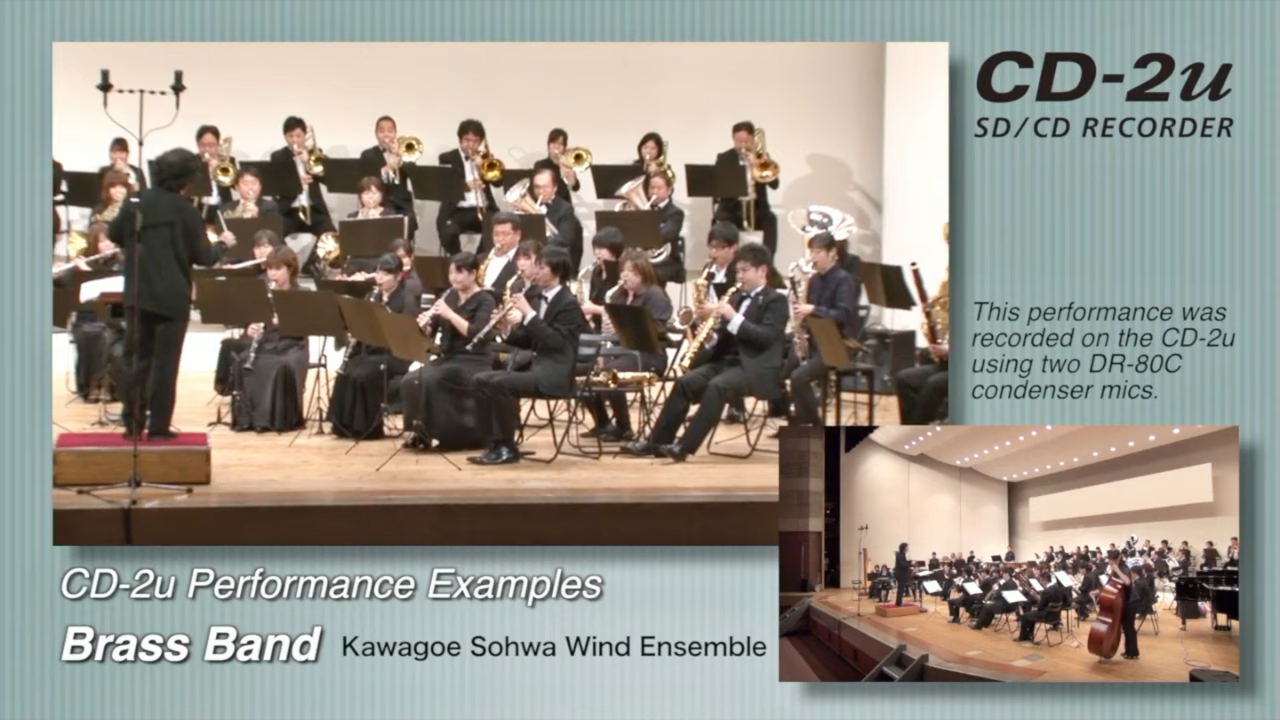 CD-2u
SD/CD RECORDER
This performance was
recorded on the CD-2u
using two DR-80C
condenser mics.
CD-2u Performance Examples
Brass Band Kawagoe Sohwa Wind Ensemble